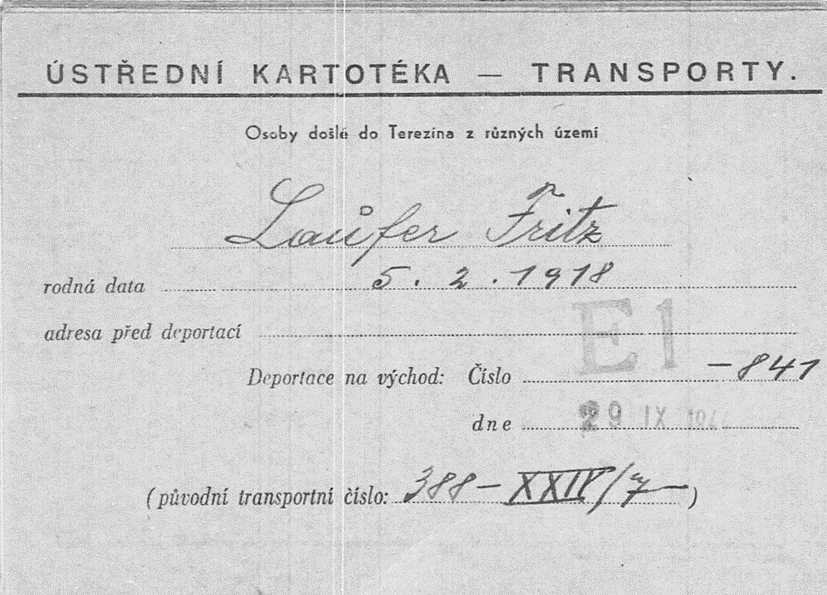 ÚSTŘEDNÍ KARTOTÉKA — TRANSPORTY.
Osoby došlé do Terezína z různých území
Laufer Fritz
rodná data 5. 2. 1918
adresa před deportací
Deportace na východ: Číslo El -841
dne 29 IX
(původní transportní číslo: 388 - XXIV/7)